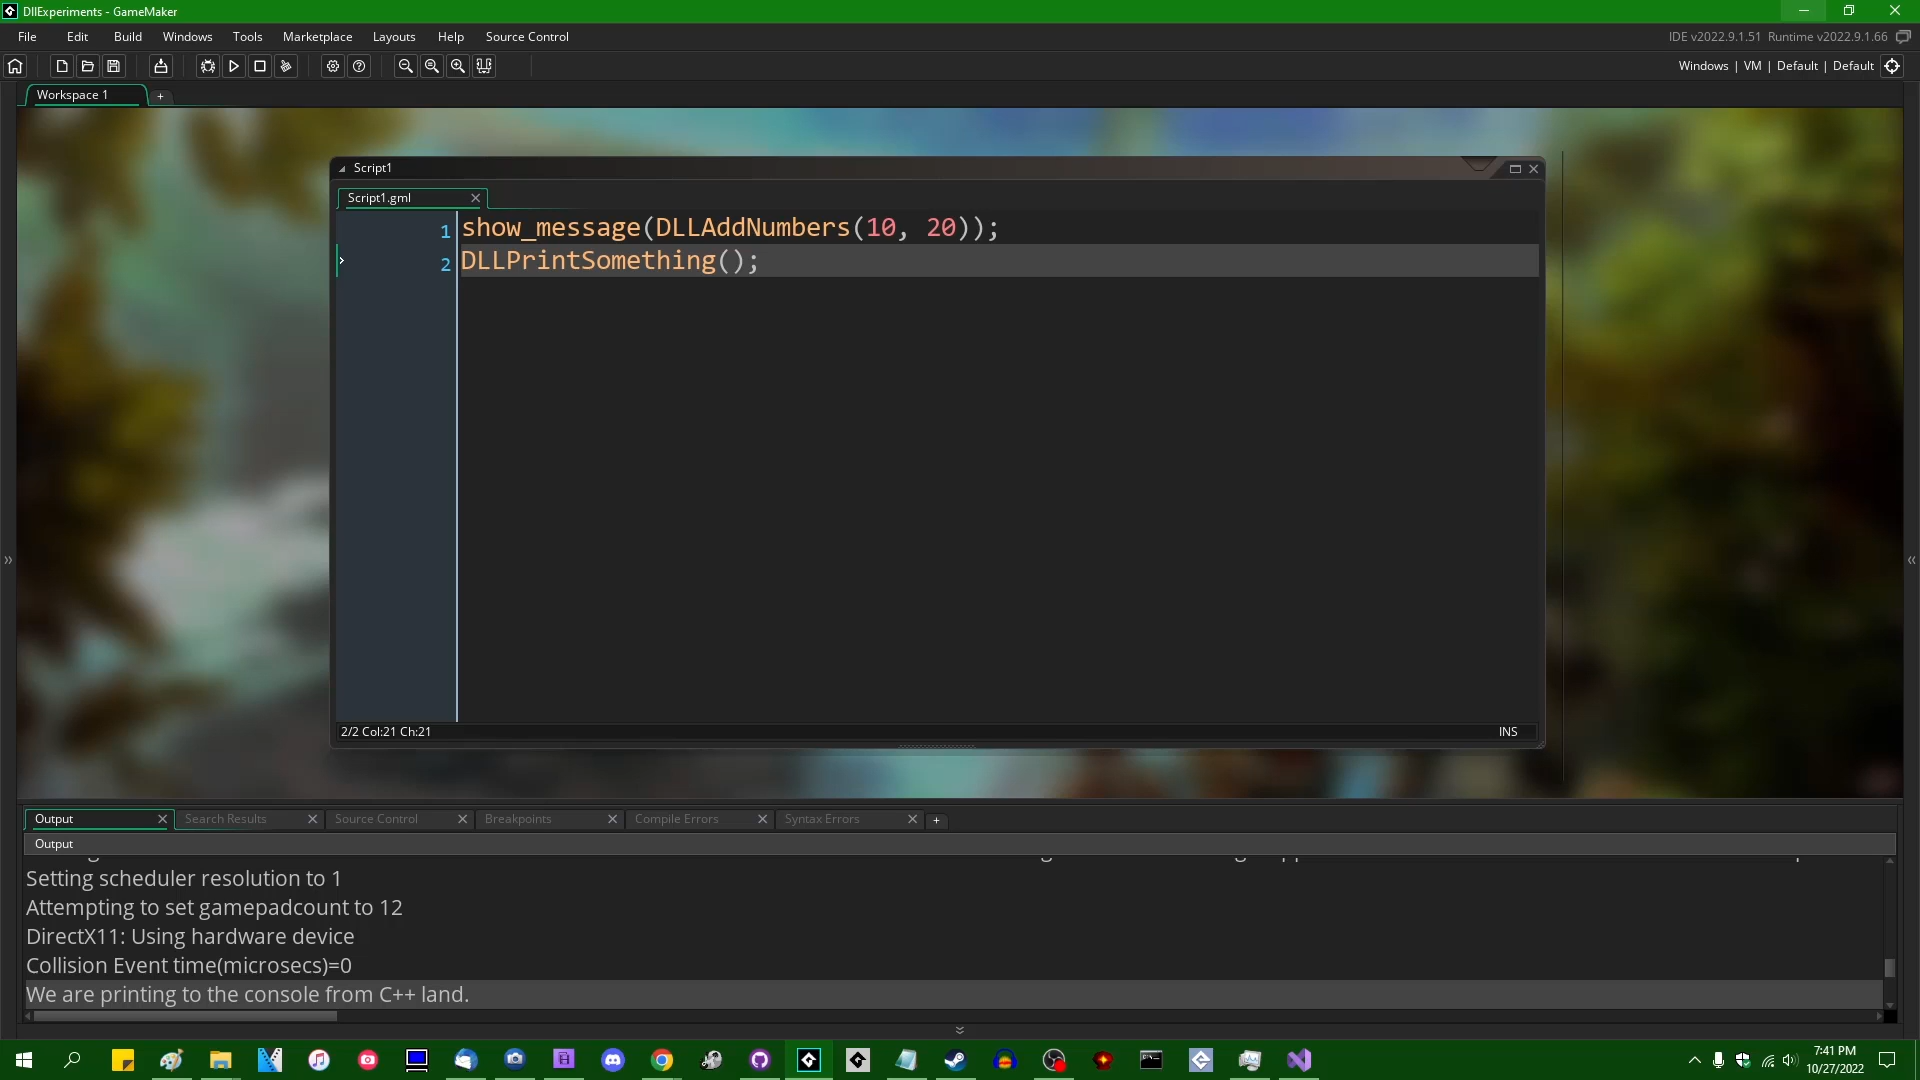 DllExperiments - GameMaker
File Edit Build Windows Tools Marketplace Layouts Help Source Control
IDE v2022.9.1.51 Runtime v2022.9.1.66
Windows | VM | Default | Default
Workspace 1 +
Script1
Script1.gml
1 show_message(DLLAddNumbers(10, 20));
2 DLLPrintSomething();
2/2 Col:21 Ch:21 INS
Output Search Results Source Control Breakpoints Compile Errors Syntax Errors +
Output
Setting scheduler resolution to 1
Attempting to set gamepadcount to 12
DirectX11: Using hardware device
Collision Event time(microsecs)=0
We are printing to the console from C++ land.
7:41 PM
10/27/2022